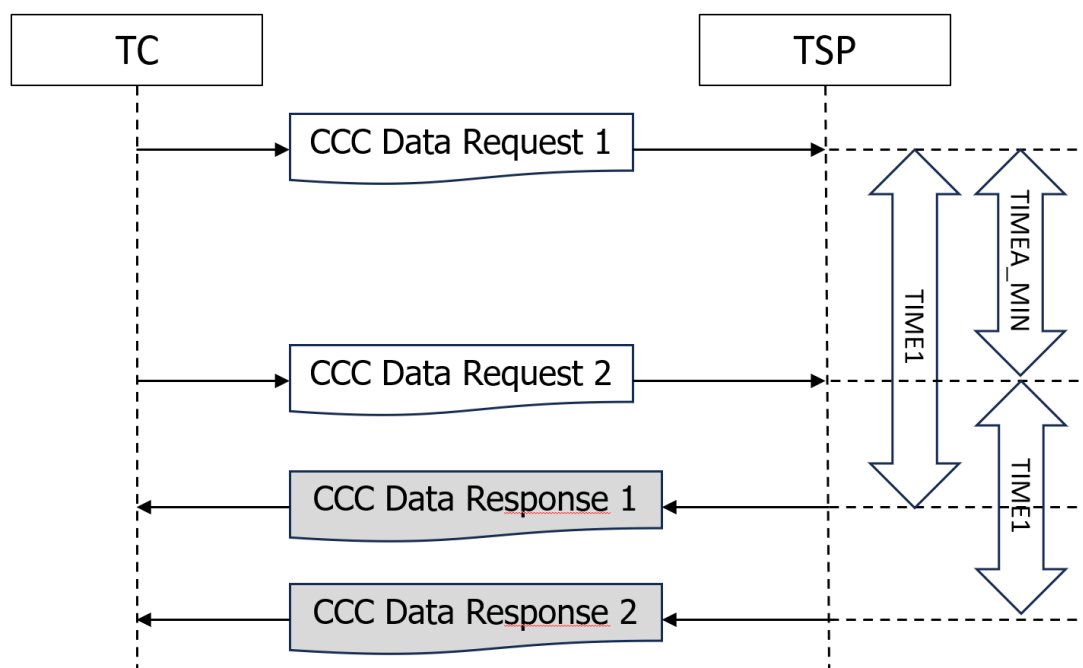 TC
TSP
CCC Data Request 1
TIMEA_MIN
TIME1
CCC Data Request 2
TIME1
CCC Data Response 1
CCC Data Response 2